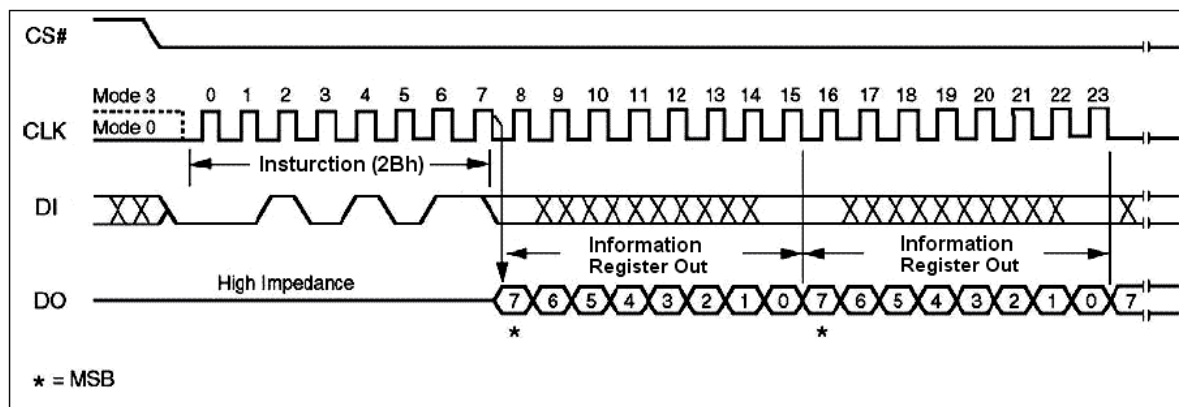 CS#
Mode 3
0 1 2 3 4 5 6 7 8 9 10 11 12 13 14 15 16 17 18 19 20 21 22 23
CLK
Mode 0
Insturction (2Bh)
DI
Information
Register Out
Information
Register Out
High Impedance
DO
7 6 5 4 3 2 1 0 7 6 5 4 3 2 1 0 7
* *
* = MSB